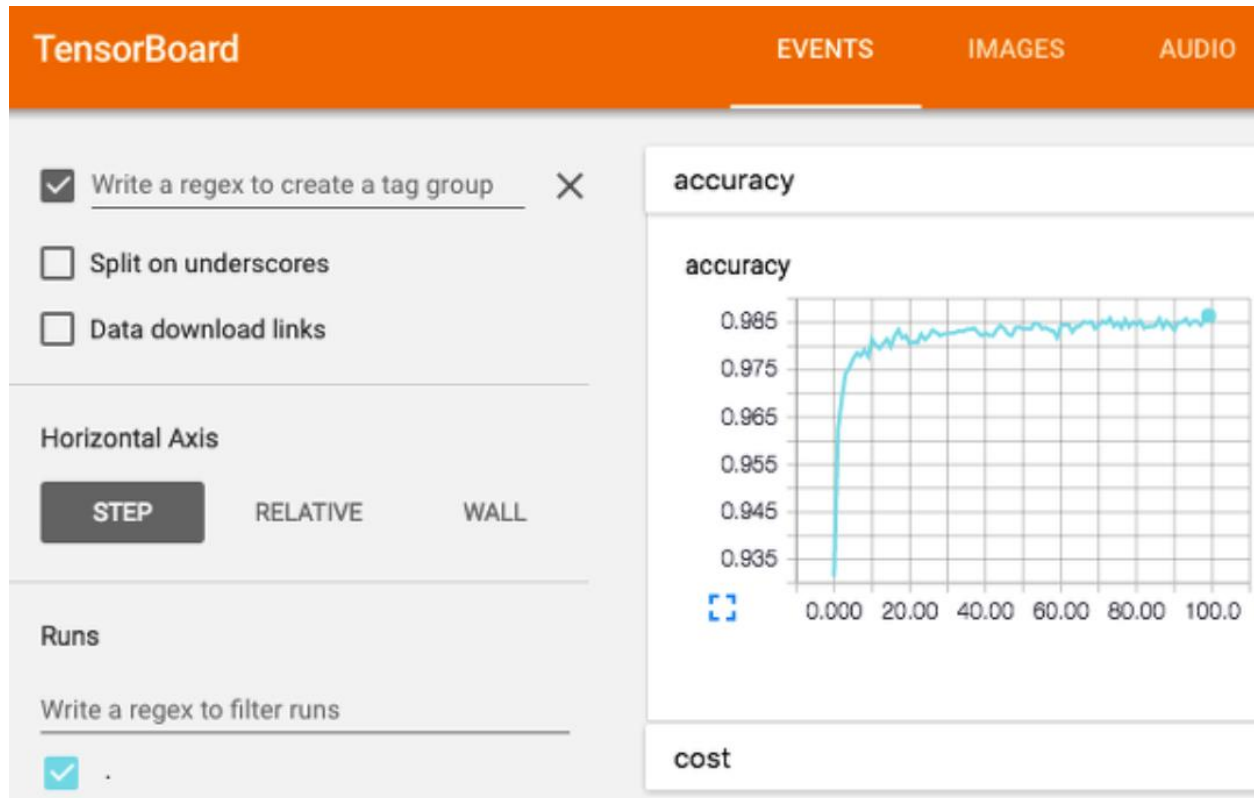 TensorBoard
EVENTS IMAGES AUDIO
Write a regex to create a tag group
Split on underscores
Data download links
Horizontal Axis
STEP RELATIVE WALL
Runs
Write a regex to filter runs
.
accuracy
accuracy
0.985
0.975
0.965
0.955
0.945
0.935
0.000 20.00 40.00 60.00 80.00 100.0
cost